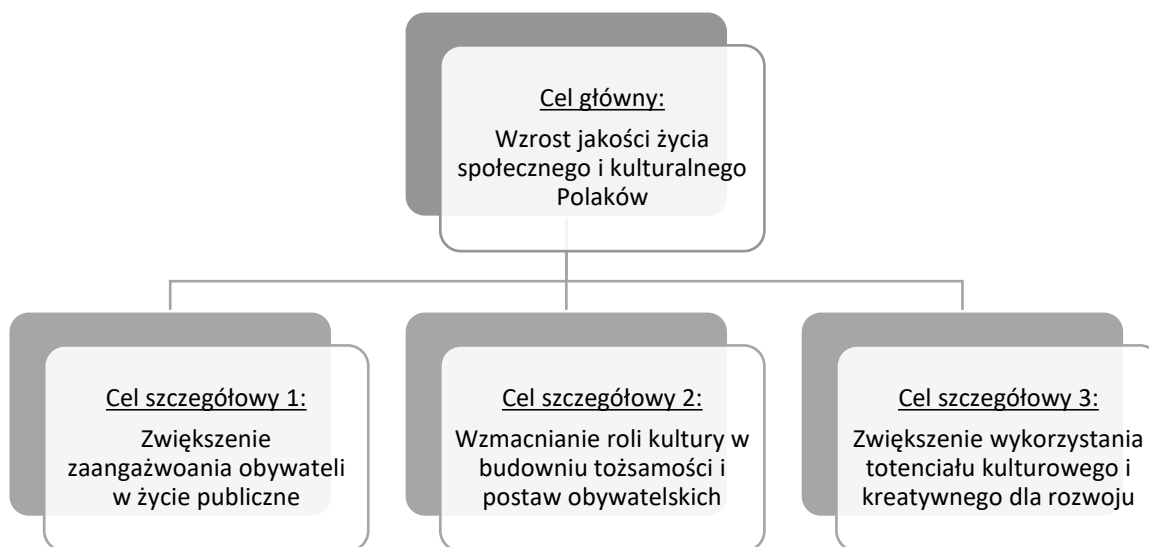 Cel główny:
Wzrost jakości życia
społecznego i kulturalnego
Polaków
Cel szczegółowy 1:
Zwiększenie
zaangażwoania obywateli
w życie publiczne
Cel szczegółowy 2:
Wzmacnianie roli kultury w
budowniu tożsamości i
postaw obywatelskich
Cel szczegółowy 3:
Zwiększenie wykorzystania
totenciału kulturowego i
kreatywnego dla rozwoju